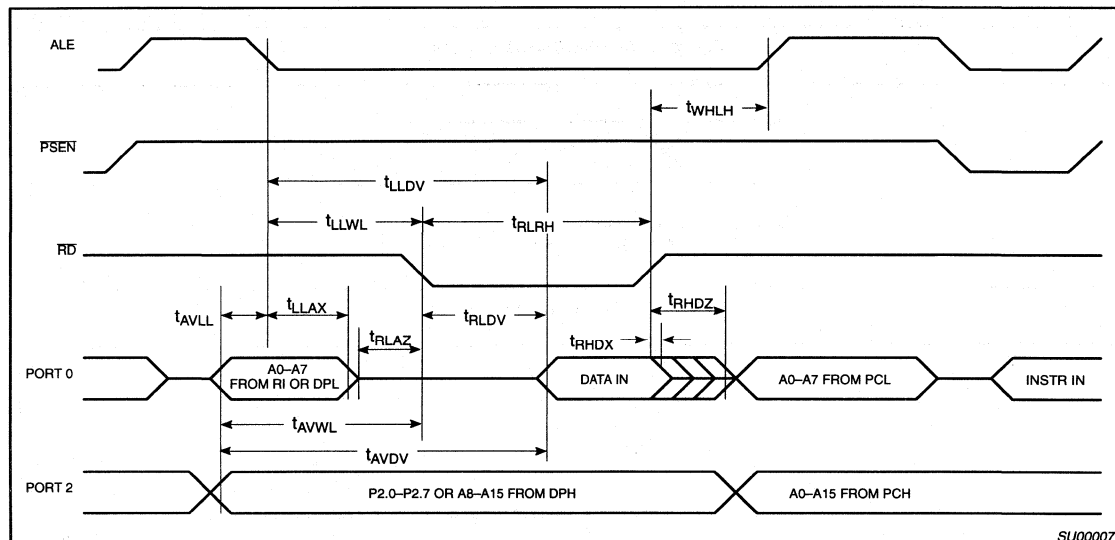 ALE
tWHLH
PSEN
tLLDV
tLLWL
tRLRH
RD
tAVLL
tLLAX
tRLAZ
tRLDV
tRHDZ
tRHDX
PORT 0
A0–A7
FROM RI OR DPL
DATA IN
A0–A7 FROM PCL
INSTR IN
tAVWL
tAVDV
PORT 2
P2.0–P2.7 OR A8–A15 FROM DPH
A0–A15 FROM PCH
SU00007